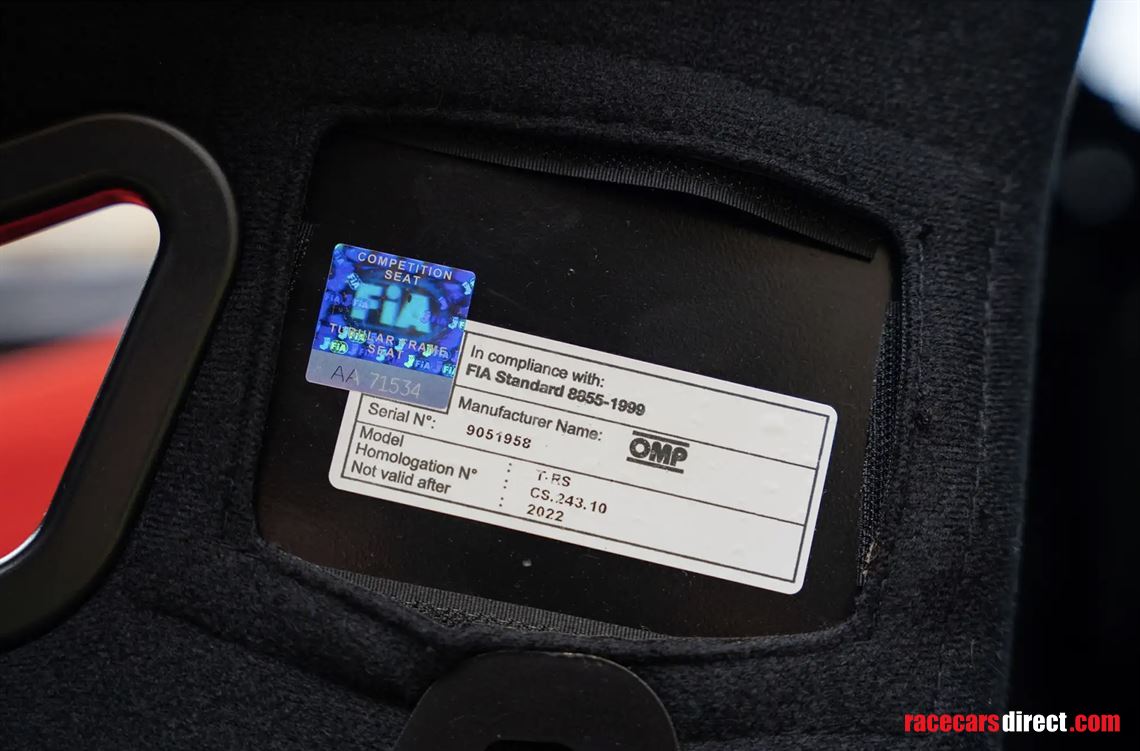 COMPETITION
SEAT
FiA
TUBULAR FRAME
SEAT
AA 71534
In compliance with:
FIA Standard 8855-1999
Manufacturer Name: OMP
Serial N°: 9051958
Model : T-RS
Homologation N° : CS.243.10
Not valid after : 2022
racecarsdirect.com